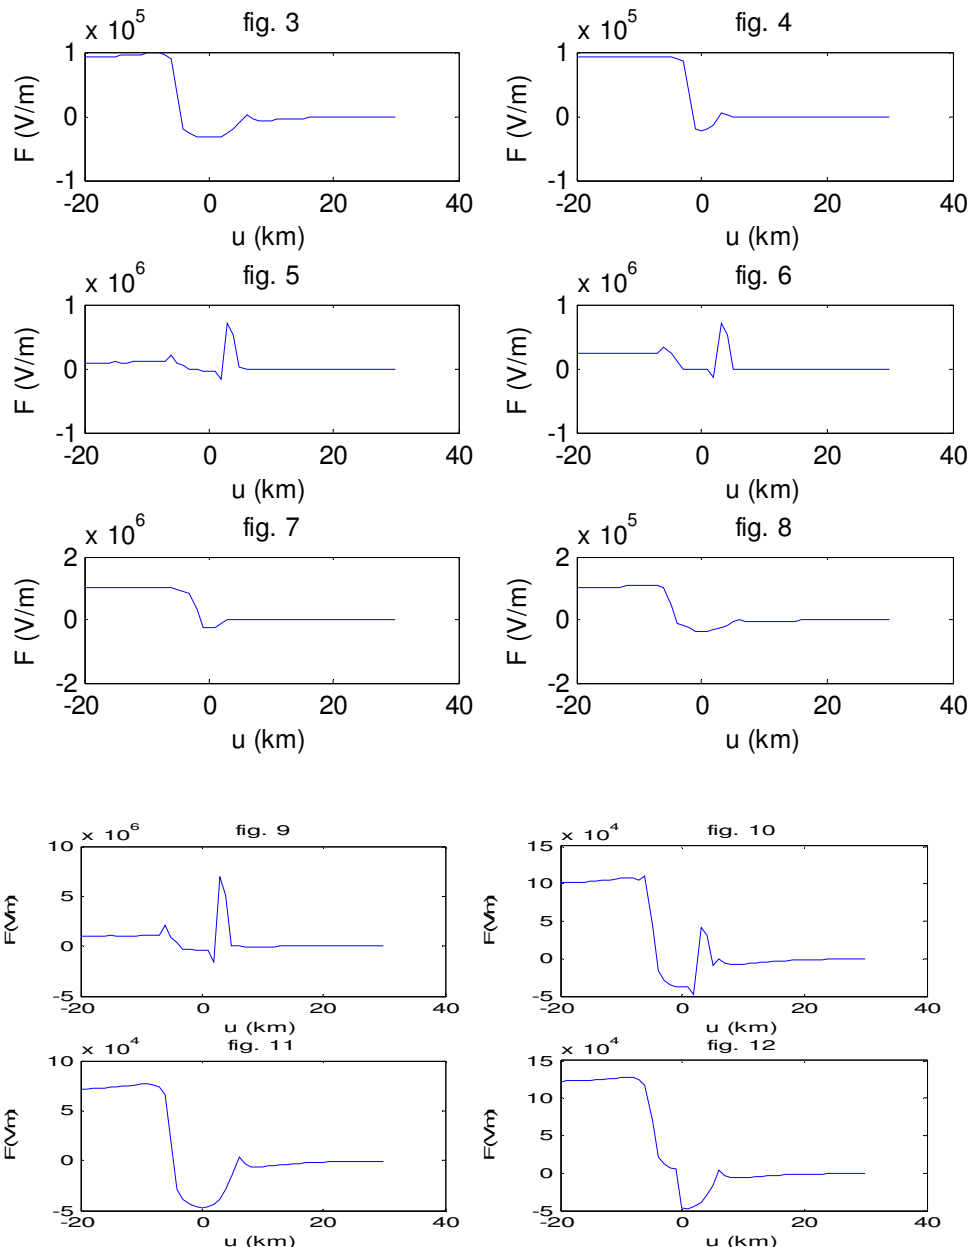 x 10^5 fig. 3
1
0
-1
F (V/m)
-20 0 20 40
u (km)
x 10^5 fig. 4
1
0
-1
F (V/m)
-20 0 20 40
u (km)
x 10^6 fig. 5
1
0
-1
F (V/m)
-20 0 20 40
u (km)
x 10^6 fig. 6
1
0
-1
F (V/m)
-20 0 20 40
u (km)
x 10^6 fig. 7
2
1
0
-2
F (V/m)
-20 0 20 40
u (km)
x 10^5 fig. 8
2
1
0
-2
F (V/m)
-20 0 20 40
u (km)
x 10^6 fig. 9
10
5
0
-5
F(V/m)
-20 0 20 40
u (km)
x 10^4 fig. 10
15
10
5
0
-5
F(V/m)
-20 0 20 40
u (km)
x 10^4 fig. 11
10
5
0
-5
F(V/m)
-20 0 20 40
u (km)
x 10^4 fig. 12
15
10
5
0
-5
F(V/m)
-20 0 20 40
u (km)